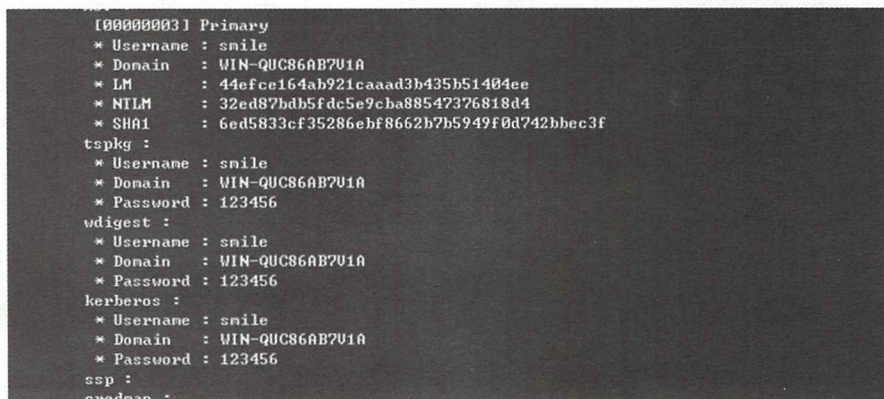 [00000003] Primary
* Username : smile
* Domain : WIN-QUC86AB7V1A
* LM : 44efce164ab921caaad3b435b51404ee
* NTLM : 32ed87bdb5fdc5e9cba88547376818d4
* SHA1 : 6ed5833cf35286ebf8662b7b5949f0d742bbec3f
tspkg :
* Username : smile
* Domain : WIN-QUC86AB7V1A
* Password : 123456
wdigest :
* Username : smile
* Domain : WIN-QUC86AB7V1A
* Password : 123456
kerberos :
* Username : smile
* Domain : WIN-QUC86AB7V1A
* Password : 123456
ssp :
credman :